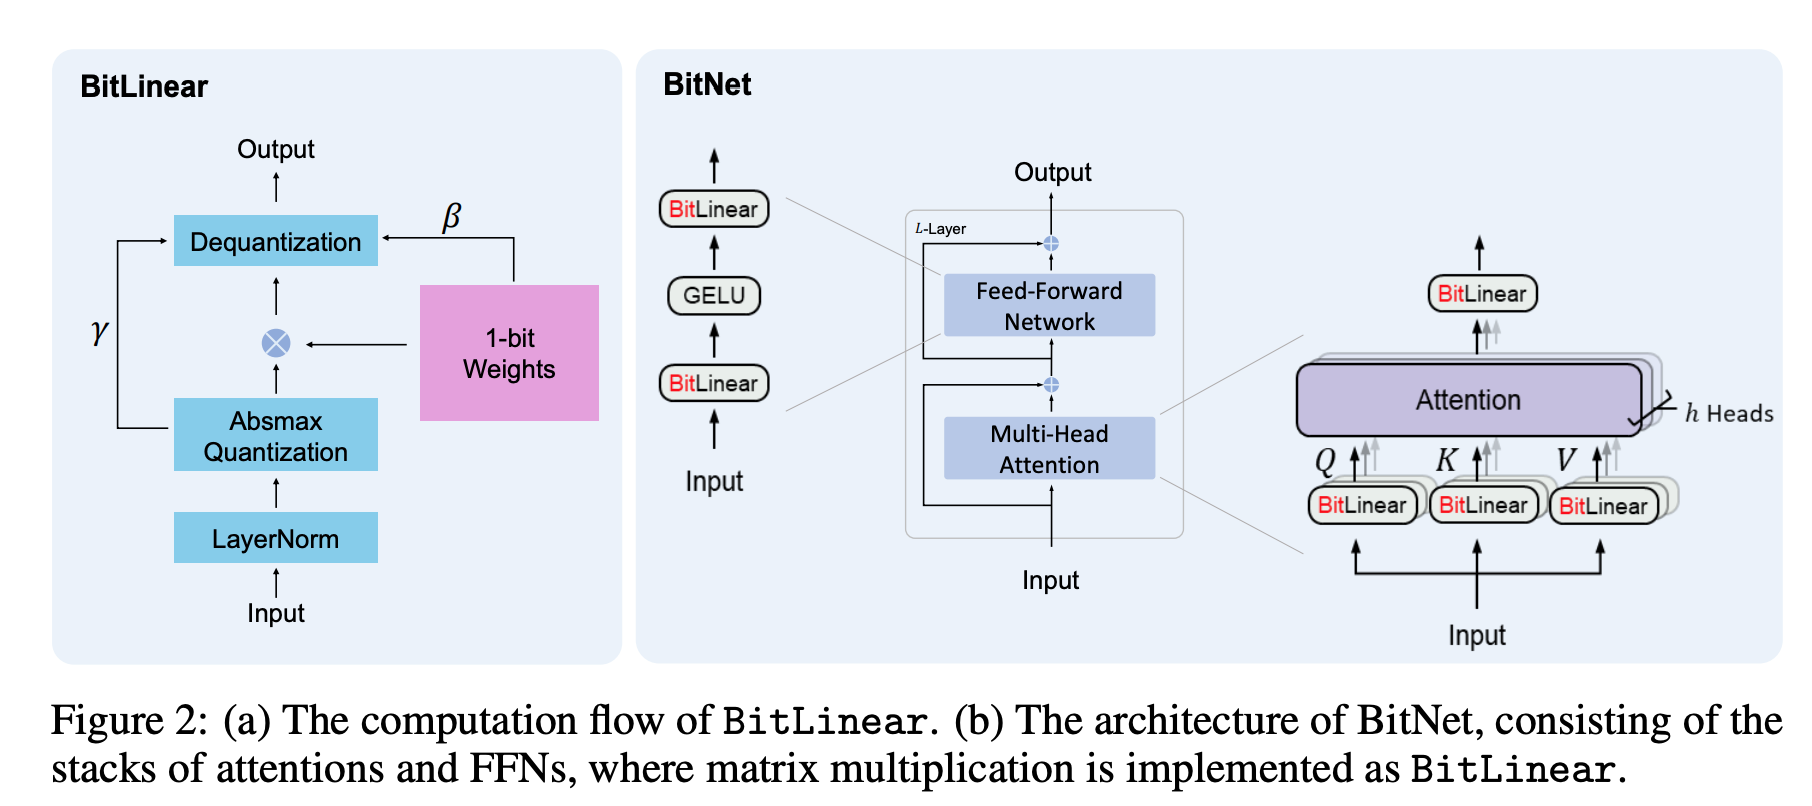 BitLinear
Output
Dequantization
β
γ
1-bit
Weights
Absmax
Quantization
LayerNorm
Input
BitNet
BitLinear
GELU
BitLinear
Input
Output
L-Layer
Feed-Forward
Network
Multi-Head
Attention
Input
BitLinear
Attention
h Heads
Q K V
BitLinear BitLinear BitLinear
Input
Figure 2: (a) The computation flow of BitLinear. (b) The architecture of BitNet, consisting of the
stacks of attentions and FFNs, where matrix multiplication is implemented as BitLinear.